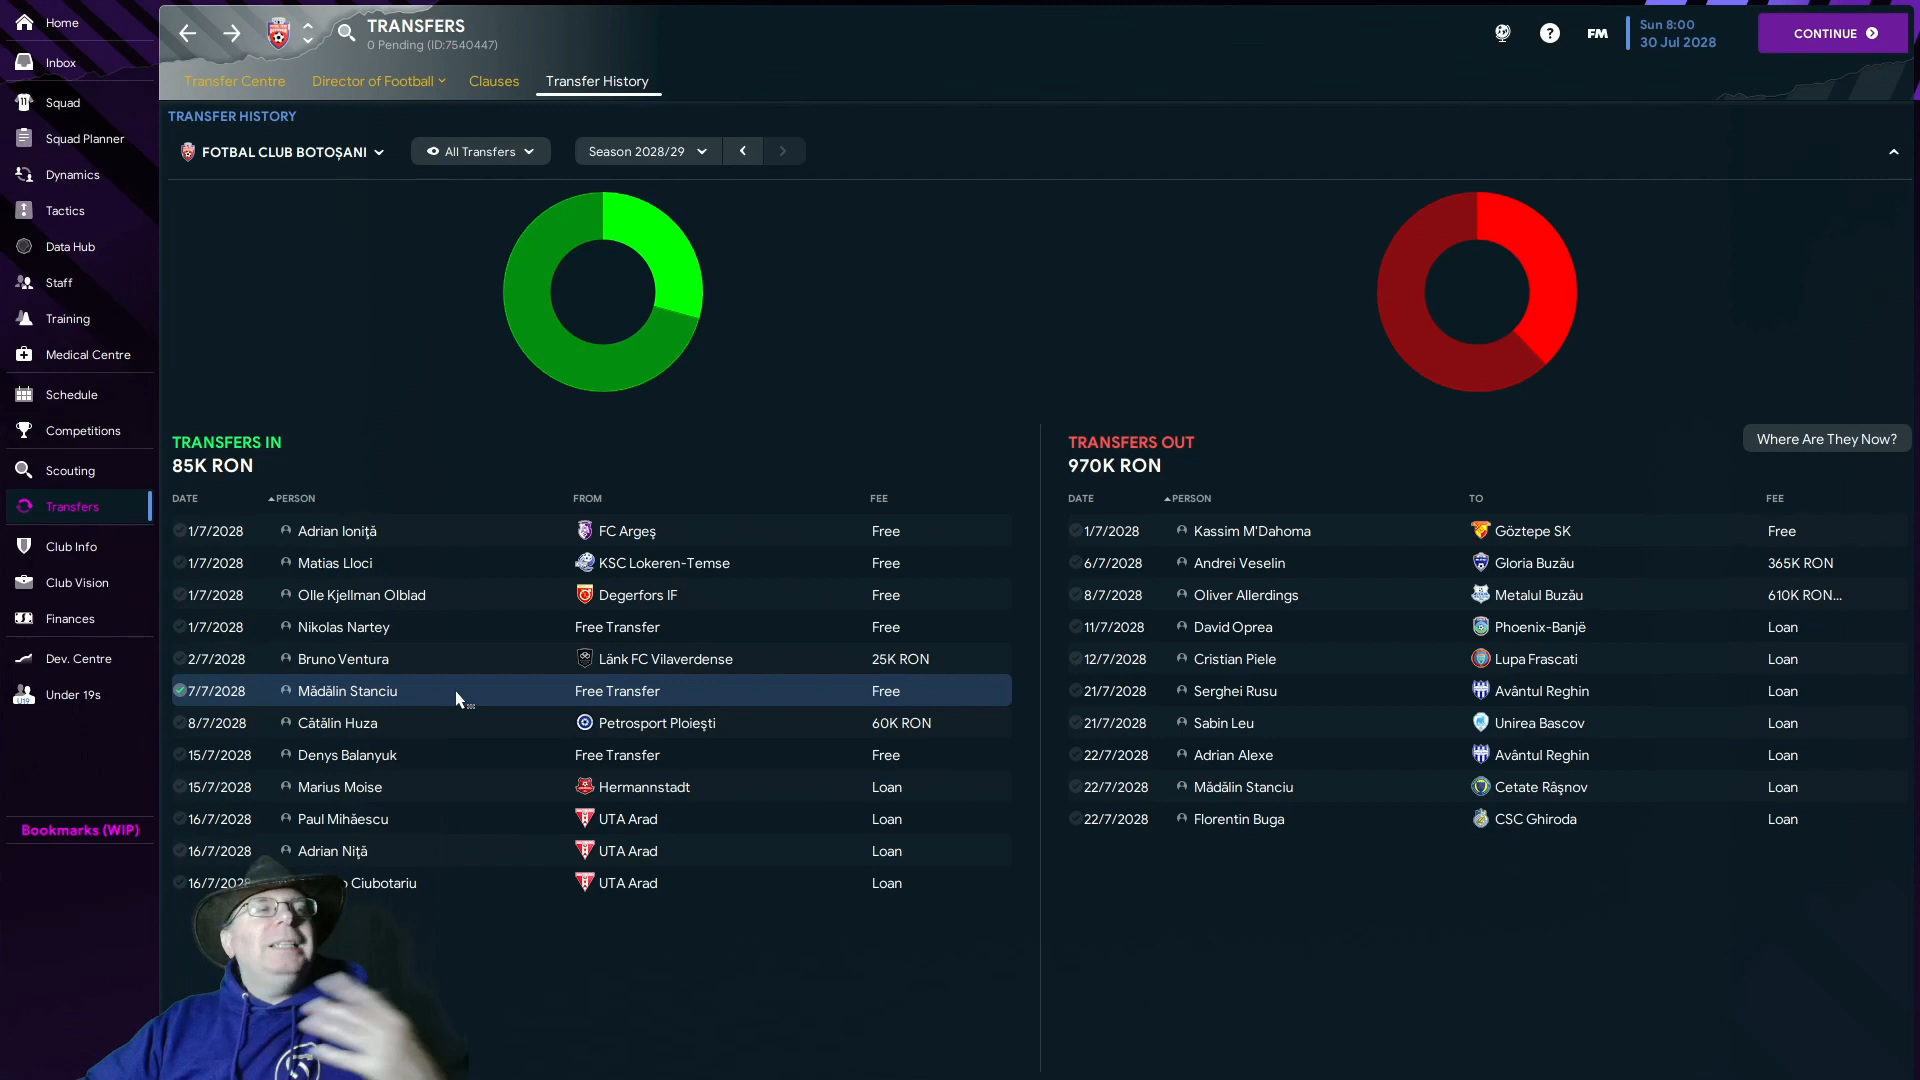 Home
Inbox
Squad
Squad Planner
Dynamics
Tactics
Data Hub
Staff
Training
Medical Centre
Schedule
Competitions
Scouting
Transfers
Club Info
Club Vision
Finances
Dev. Centre
Under 19s
Bookmarks (WIP)
TRANSFERS
0 Pending (ID:7540447)
FM
Sun 8:00
30 Jul 2028
CONTINUE
Transfer Centre Director of Football Clauses Transfer History
TRANSFER HISTORY
FOTBAL CLUB BOTOȘANI All Transfers Season 2028/29
TRANSFERS IN
85K RON
DATE PERSON FROM FEE
1/7/2028 Adrian Ioniţă FC Argeş Free
1/7/2028 Matias Lloci KSC Lokeren-Temse Free
1/7/2028 Olle Kjellman Olblad Degerfors IF Free
1/7/2028 Nikolas Nartey Free Transfer Free
2/7/2028 Bruno Ventura Länk FC Vilaverdense 25K RON
7/7/2028 Mădălin Stanciu Free Transfer Free
8/7/2028 Cătălin Huza Petrosport Ploieşti 60K RON
15/7/2028 Denys Balanyuk Free Transfer Free
15/7/2028 Marius Moise Hermannstadt Loan
16/7/2028 Paul Mihăescu UTA Arad Loan
16/7/2028 Adrian Niţă UTA Arad Loan
16/7/2028 Ciubotariu UTA Arad Loan
TRANSFERS OUT
970K RON
Where Are They Now?
DATE PERSON TO FEE
1/7/2028 Kassim M'Dahoma Göztepe SK Free
6/7/2028 Andrei Veselin Gloria Buzău 365K RON
8/7/2028 Oliver Allerdings Metalul Buzău 610K RON...
11/7/2028 David Oprea Phoenix-Banjë Loan
12/7/2028 Cristian Piele Lupa Frascati Loan
21/7/2028 Serghei Rusu Avântul Reghin Loan
21/7/2028 Sabin Leu Unirea Bascov Loan
22/7/2028 Adrian Alexe Avântul Reghin Loan
22/7/2028 Mădălin Stanciu Cetate Râşnov Loan
22/7/2028 Florentin Buga CSC Ghiroda Loan